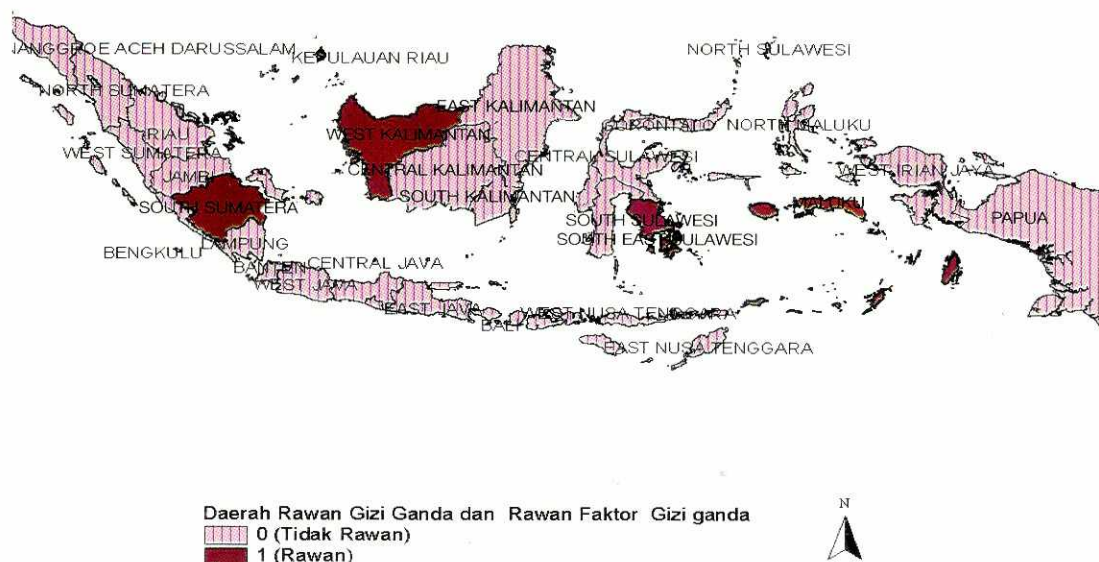 NANGGROE ACEH DARUSSALAM
KEPULAUAN RIAU
NORTH SULAWESI
NORTH SUMATERA
EAST KALIMANTAN
RIAU
WEST KALIMANTAN
GORONTALO
NORTH MALUKU
WEST SUMATERA
CENTRAL SULAWESI
JAMBI
CENTRAL KALIMANTAN
WEST IRIAN JAYA
SOUTH SUMATERA
SOUTH KALIMANTAN
MALUKU
SOUTH SULAWESI
PAPUA
BENGKULU
LAMPUNG
SOUTH EAST SULAWESI
BANTEN
CENTRAL JAVA
WEST JAVA
EAST JAVA
WEST NUSA TENGGARA
BALI
EAST NUSA TENGGARA
N
Daerah Rawan Gizi Ganda dan Rawan Faktor Gizi ganda
0 (Tidak Rawan)
1 (Rawan)